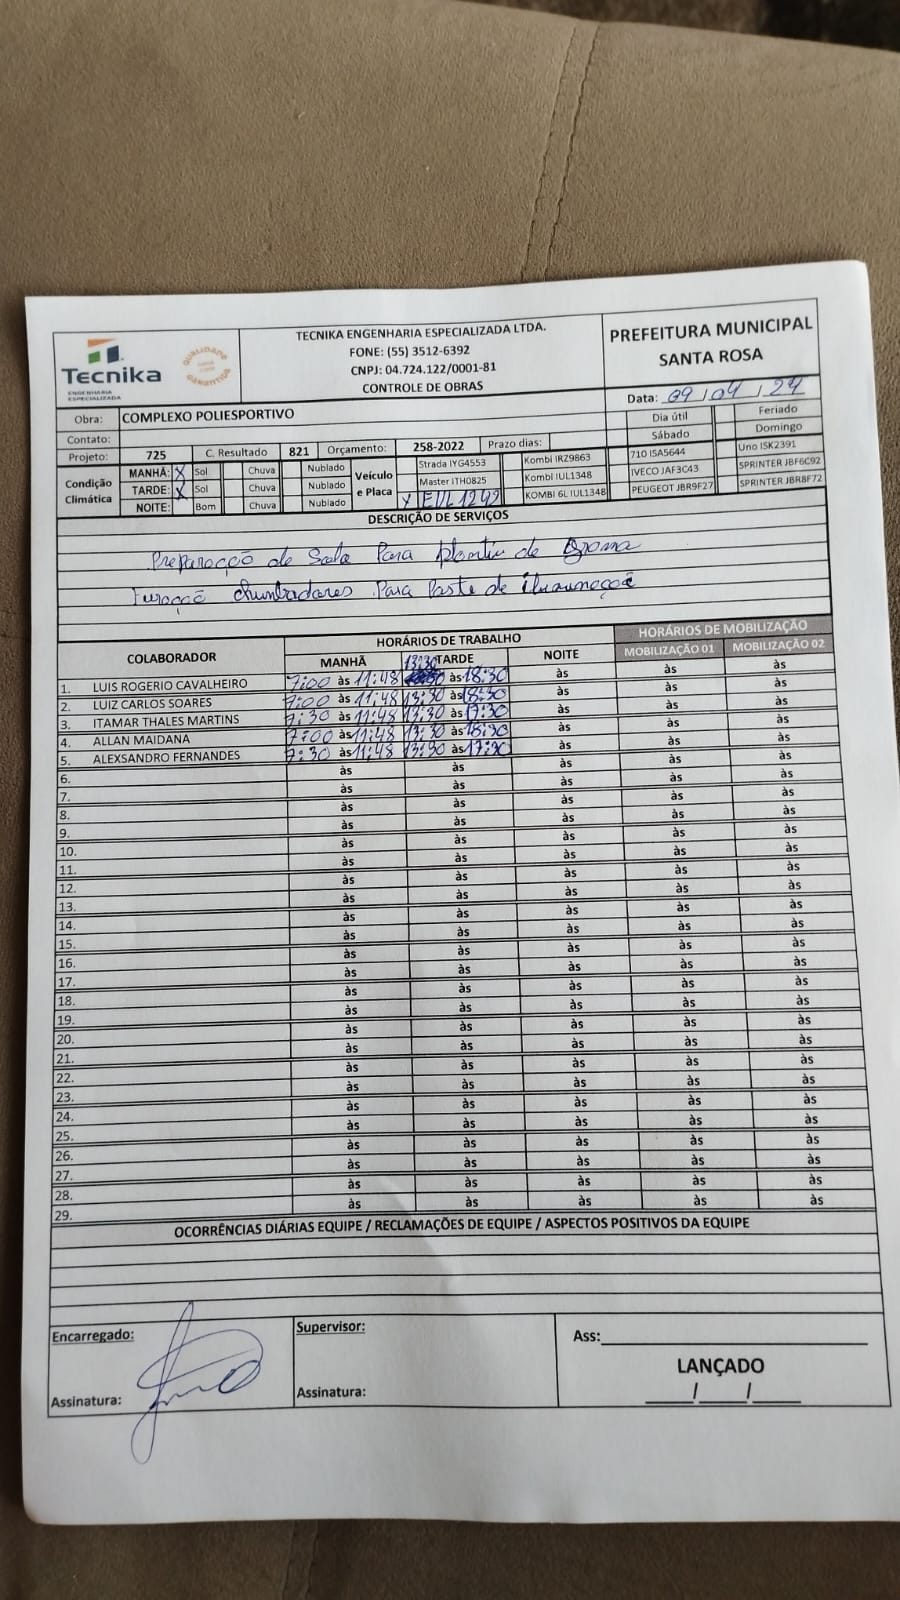 Tecnika
ENGENHARIA
ESPECIALIZADA
QUALIDADE
GARANTIDA
TECNIKA ENGENHARIA ESPECIALIZADA LTDA.
FONE: (55) 3512-6392
CNPJ: 04.724.122/0001-81
CONTROLE DE OBRAS
PREFEITURA MUNICIPAL
SANTA ROSA
Data: 09/04/24
Obra: COMPLEXO POLIESPORTIVO
Dia útil Feriado
Contato: Sábado Domingo
Projeto: 725 C. Resultado 821 Orçamento: 258-2022 Prazo dias:
Condição Climática
MANHÃ: X Sol Chuva Nublado
TARDE: X Sol Chuva Nublado
NOITE: Bom Chuva Nublado
Veículo e Placa
Strada IYG4553 Kombi IRZ9863 710 ISA5644 Uno ISK2391
Master ITH0825 Kombi IUL1348 IVECO JAF3C43 SPRINTER JBF6C92
X EUL1292 KOMBI 6L IUL1348 PEUGEOT JBR9F27 SPRINTER JBR8F72
DESCRIÇÃO DE SERVIÇOS
Preparaçõ de Solo Para plantiu de Groma
Furaçõ chumbadores Para Poste de iluminaçõe
COLABORADOR HORÁRIOS DE TRABALHO HORÁRIOS DE MOBILIZAÇÃO
MANHÃ TARDE NOITE MOBILIZAÇÃO 01 MOBILIZAÇÃO 02
1. LUIS ROGERIO CAVALHEIRO 7:00 às 11:48 13:30 às 18:30 às às às
2. LUIZ CARLOS SOARES 7:00 às 11:48 13:30 às 18:30 às às às
3. ITAMAR THALES MARTINS 7:30 às 11:48 13:30 às 17:30 às às às
4. ALLAN MAIDANA 7:00 às 11:48 13:30 às 18:30 às às às
5. ALEXSANDRO FERNANDES 7:30 às 11:48 13:30 às 17:30 às às às
6. às às às às às
7. às às às às às
8. às às às às às
9. às às às às às
10. às às às às às
11. às às às às às
12. às às às às às
13. às às às às às
14. às às às às às
15. às às às às às
16. às às às às às
17. às às às às às
18. às às às às às
19. às às às às às
20. às às às às às
21. às às às às às
22. às às às às às
23. às às às às às
24. às às às às às
25. às às às às às
26. às às às às às
27. às às às às às
28. às às às às às
29. às às às às às
OCORRÊNCIAS DIÁRIAS EQUIPE / RECLAMAÇÕES DE EQUIPE / ASPECTOS POSITIVOS DA EQUIPE
Encarregado: Supervisor: Ass:
LANÇADO
Assinatura: Assinatura: / /